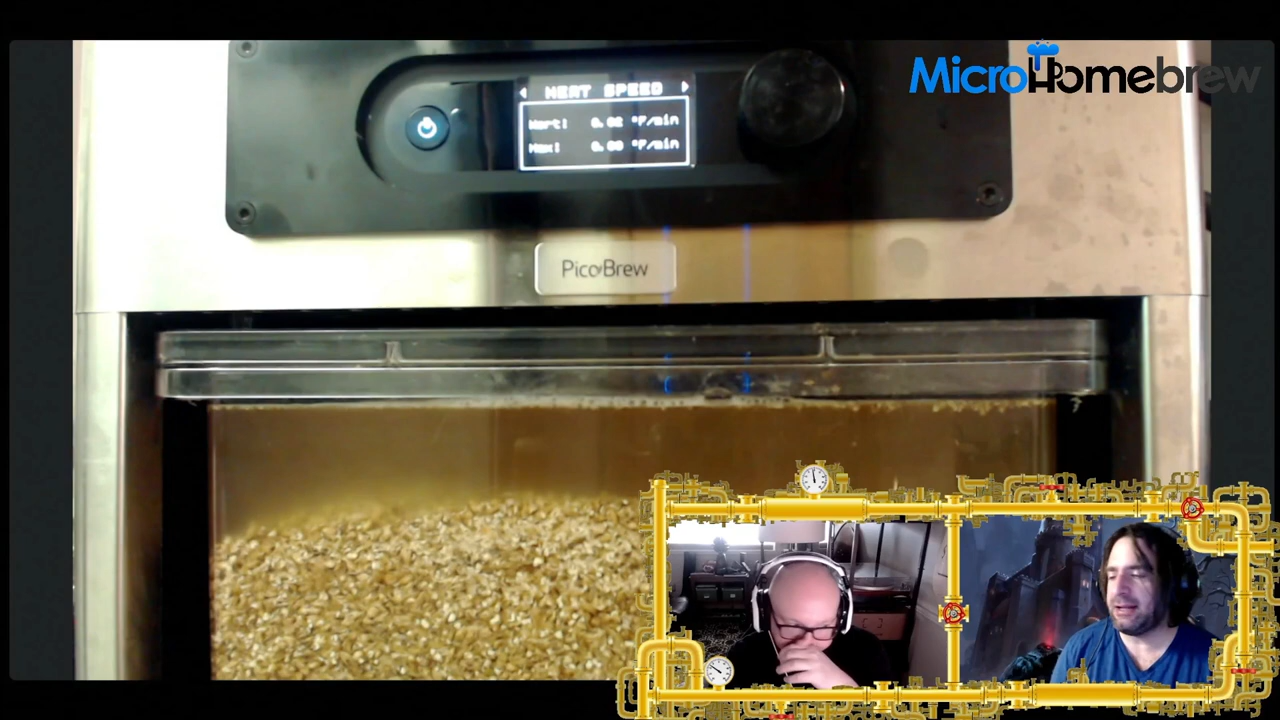 MicroHomebrew
HEAT SPEED
Wort: 0.02 °F/min
Max: 0.00 °F/min
PicoBrew